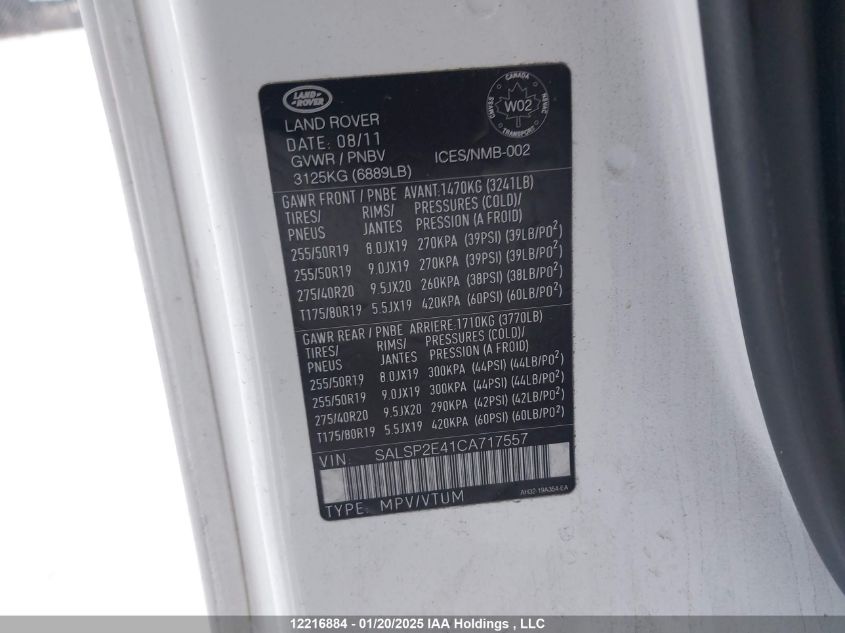 LAND ROVER
CANADA
CMVSS NSVAC
W02
TRANSPORT
LAND ROVER
DATE: 08/11
GVWR / PNBV ICES/NMB-002
3125KG (6889LB)
GAWR FRONT / PNBE AVANT:1470KG (3241LB)
TIRES/ RIMS/ PRESSURES (COLD)/
PNEUS JANTES PRESSION (A FROID)
255/50R19 8.0JX19 270KPA (39PSI) (39LB/PO²)
255/50R19 9.0JX19 270KPA (39PSI) (39LB/PO²)
275/40R20 9.5JX20 260KPA (38PSI) (38LB/PO²)
T175/80R19 5.5JX19 420KPA (60PSI) (60LB/PO²)
GAWR REAR / PNBE ARRIERE:1710KG (3770LB)
TIRES/ RIMS/ PRESSURES (COLD)/
PNEUS JANTES PRESSION (A FROID)
255/50R19 8.0JX19 300KPA (44PSI) (44LB/PO²)
255/50R19 9.0JX19 300KPA (44PSI) (44LB/PO²)
275/40R20 9.5JX20 290KPA (42PSI) (42LB/PO²)
T175/80R19 5.5JX19 420KPA (60PSI) (60LB/PO²)
VIN: SALSP2E41CA717557
TYPE: MPV/VTUM AH32-19A354-EA
12216884 - 01/20/2025 IAA Holdings , LLC